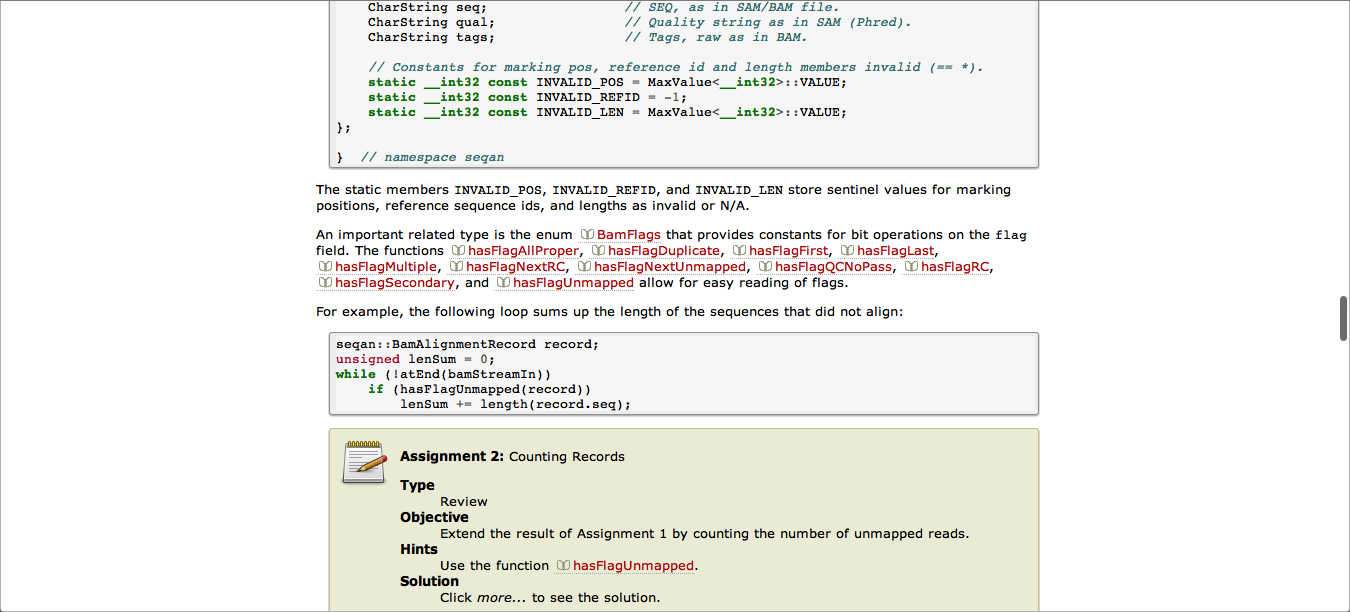 CharString seq; // SEQ, as in SAM/BAM file.
CharString qual; // Quality string as in SAM (Phred).
CharString tags; // Tags, raw as in BAM.
// Constants for marking pos, reference id and length members invalid (== *).
static __int32 const INVALID_POS = MaxValue<__int32>::VALUE;
static __int32 const INVALID_REFID = -1;
static __int32 const INVALID_LEN = MaxValue<__int32>::VALUE;
};
} // namespace seqan
The static members INVALID_POS, INVALID_REFID, and INVALID_LEN store sentinel values for marking
positions, reference sequence ids, and lengths as invalid or N/A.
An important related type is the enum BamFlags that provides constants for bit operations on the flag
field. The functions hasFlagAllProper, hasFlagDuplicate, hasFlagFirst, hasFlagLast,
hasFlagMultiple, hasFlagNextRC, hasFlagNextUnmapped, hasFlagQCNoPass, hasFlagRC,
hasFlagSecondary, and hasFlagUnmapped allow for easy reading of flags.
For example, the following loop sums up the length of the sequences that did not align:
seqan::BamAlignmentRecord record;
unsigned lenSum = 0;
while (!atEnd(bamStreamIn))
if (hasFlagUnmapped(record))
lenSum += length(record.seq);
Assignment 2: Counting Records
Type
Review
Objective
Extend the result of Assignment 1 by counting the number of unmapped reads.
Hints
Use the function hasFlagUnmapped.
Solution
Click more... to see the solution.